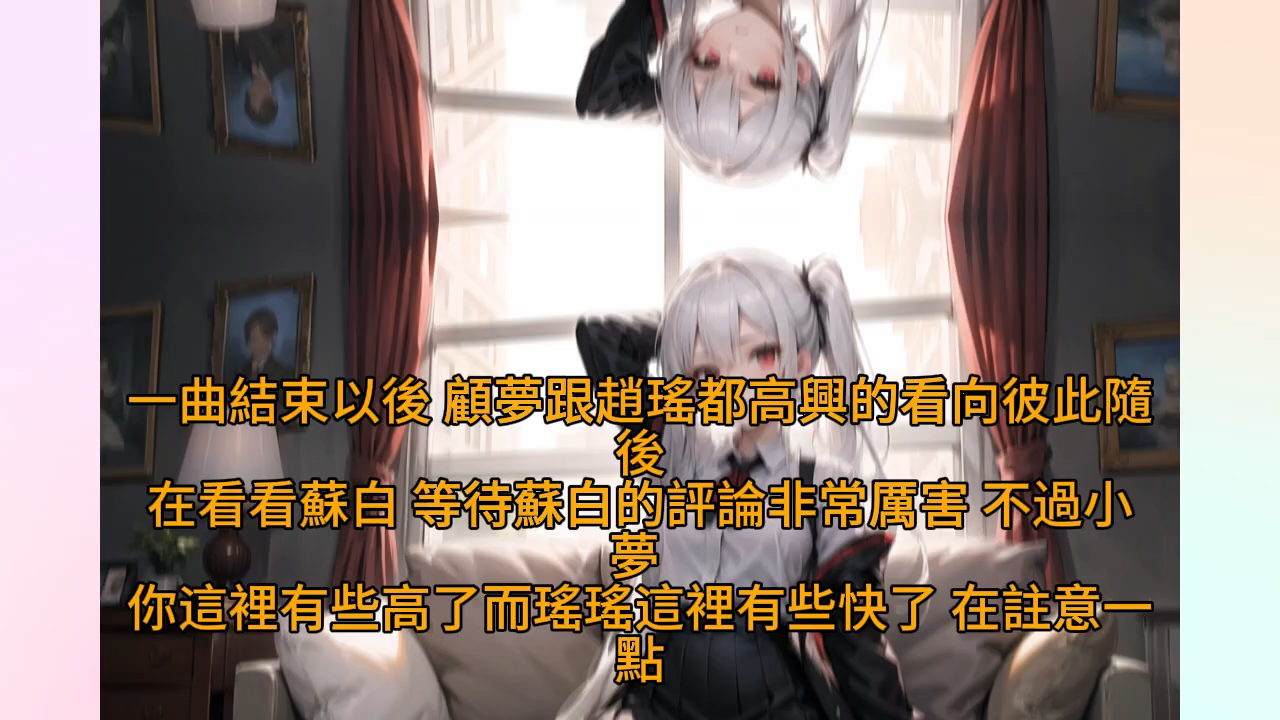 一曲結束以後 顧夢跟趙瑤都高興的看向彼此隨
後
在看看蘇白 等待蘇白的評論非常厲害 不過小
夢
你這裡有些高了而瑤瑤這裡有些快了 在註意一
點